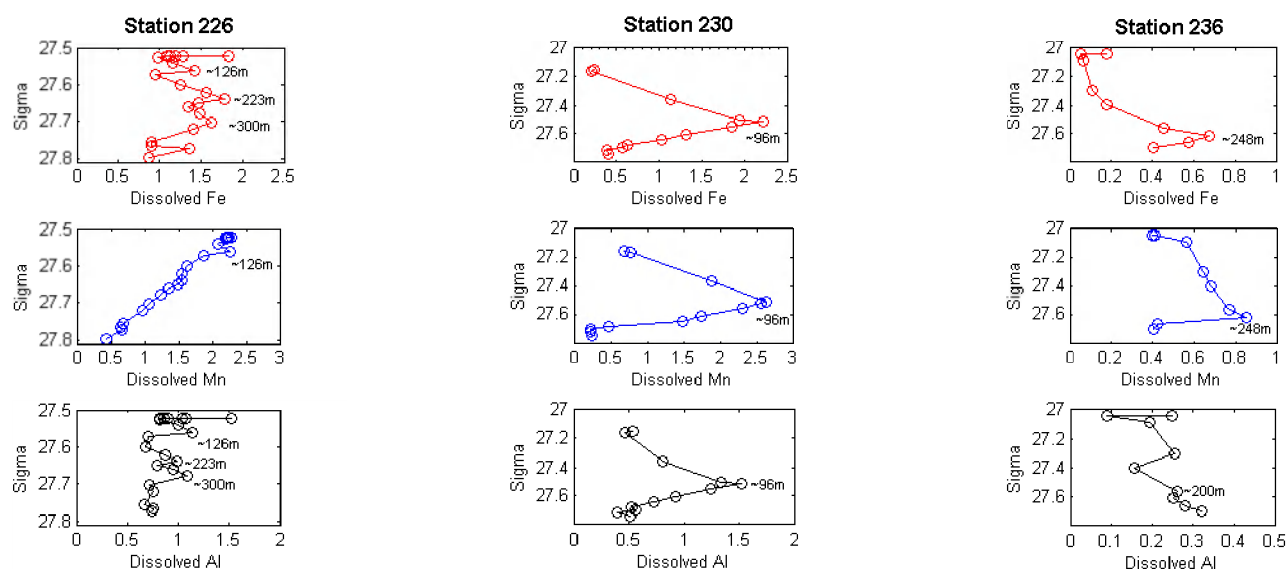 Station 226
27.5
27.6
27.7
27.8
Sigma
~126m
~223m
~300m
0 0.5 1 1.5 2 2.5
Dissolved Fe
Station 230
27
27.2
27.4
27.6
Sigma
~96m
0 0.5 1 1.5 2 2.5
Dissolved Fe
Station 236
27
27.2
27.4
27.6
Sigma
~248m
0 0.2 0.4 0.6 0.8 1
Dissolved Fe
27.5
27.6
27.7
27.8
Sigma
~126m
0 0.5 1 1.5 2 2.5 3
Dissolved Mn
27
27.2
27.4
27.6
Sigma
~96m
0 0.5 1 1.5 2 2.5 3
Dissolved Mn
27
27.2
27.4
27.6
Sigma
~248m
0 0.2 0.4 0.6 0.8 1
Dissolved Mn
27.5
27.6
27.7
27.8
Sigma
~126m
~223m
~300m
0 0.5 1 1.5 2
Dissolved Al
27
27.2
27.4
27.6
Sigma
~96m
0 0.5 1 1.5 2
Dissolved Al
27
27.2
27.4
27.6
Sigma
~200m
0 0.1 0.2 0.3 0.4 0.5
Dissolved Al